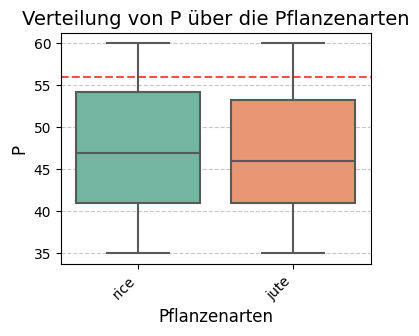 Verteilung von P über die Pflanzenarten
60
55
50
45
40
35
P
rice
jute
Pflanzenarten